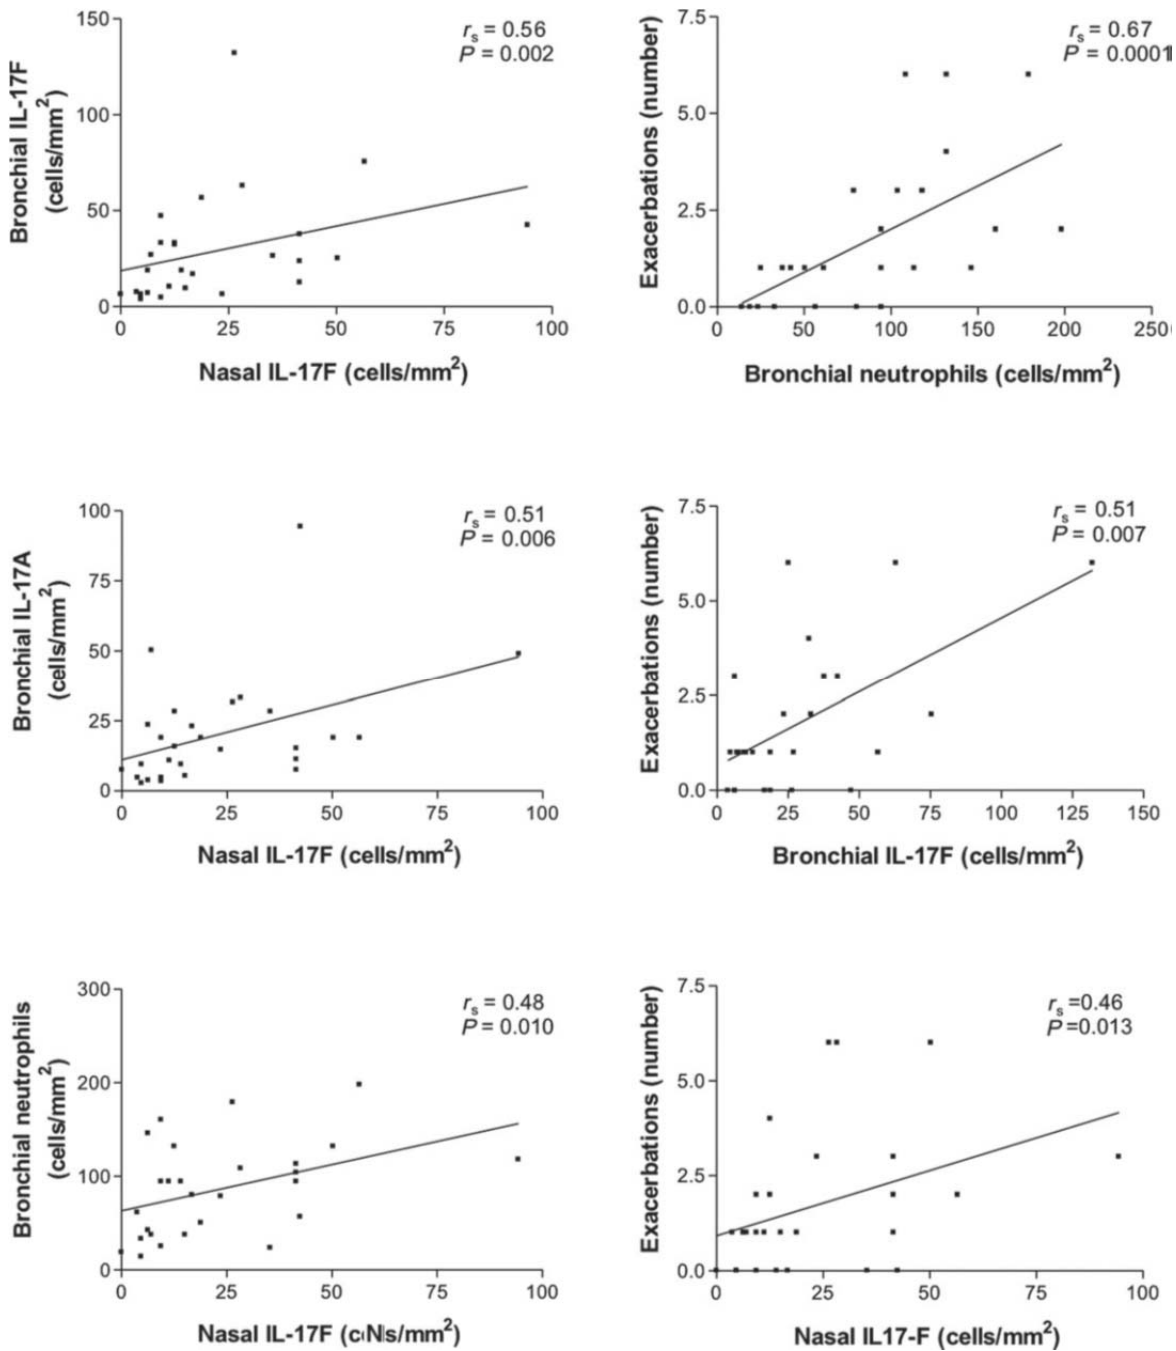 Bronchial IL-17F
(cells/mm²)
150
100
50
0
0 25 50 75 100
Nasal IL-17F (cells/mm²)
rs = 0.56
P = 0.002
Exacerbations (number)
7.5
5.0
2.5
0.0
0 50 100 150 200 250
Bronchial neutrophils (cells/mm²)
rs = 0.67
P = 0.0001
Bronchial IL-17A
(cells/mm²)
100
75
50
25
0
0 25 50 75 100
Nasal IL-17F (cells/mm²)
rs = 0.51
P = 0.006
Exacerbations (number)
7.5
5.0
2.5
0.0
0 25 50 75 100 125 150
Bronchial IL-17F (cells/mm²)
rs = 0.51
P = 0.007
Bronchial neutrophils
(cells/mm²)
300
200
100
0
0 25 50 75 100
Nasal IL-17F
rs = 0.48
P = 0.010
Exacerbations (number)
7.5
5.0
2.5
0.0
0 25 50 75 100
Nasal IL17-F (cells/mm²)
rs =0.46
P=0.013